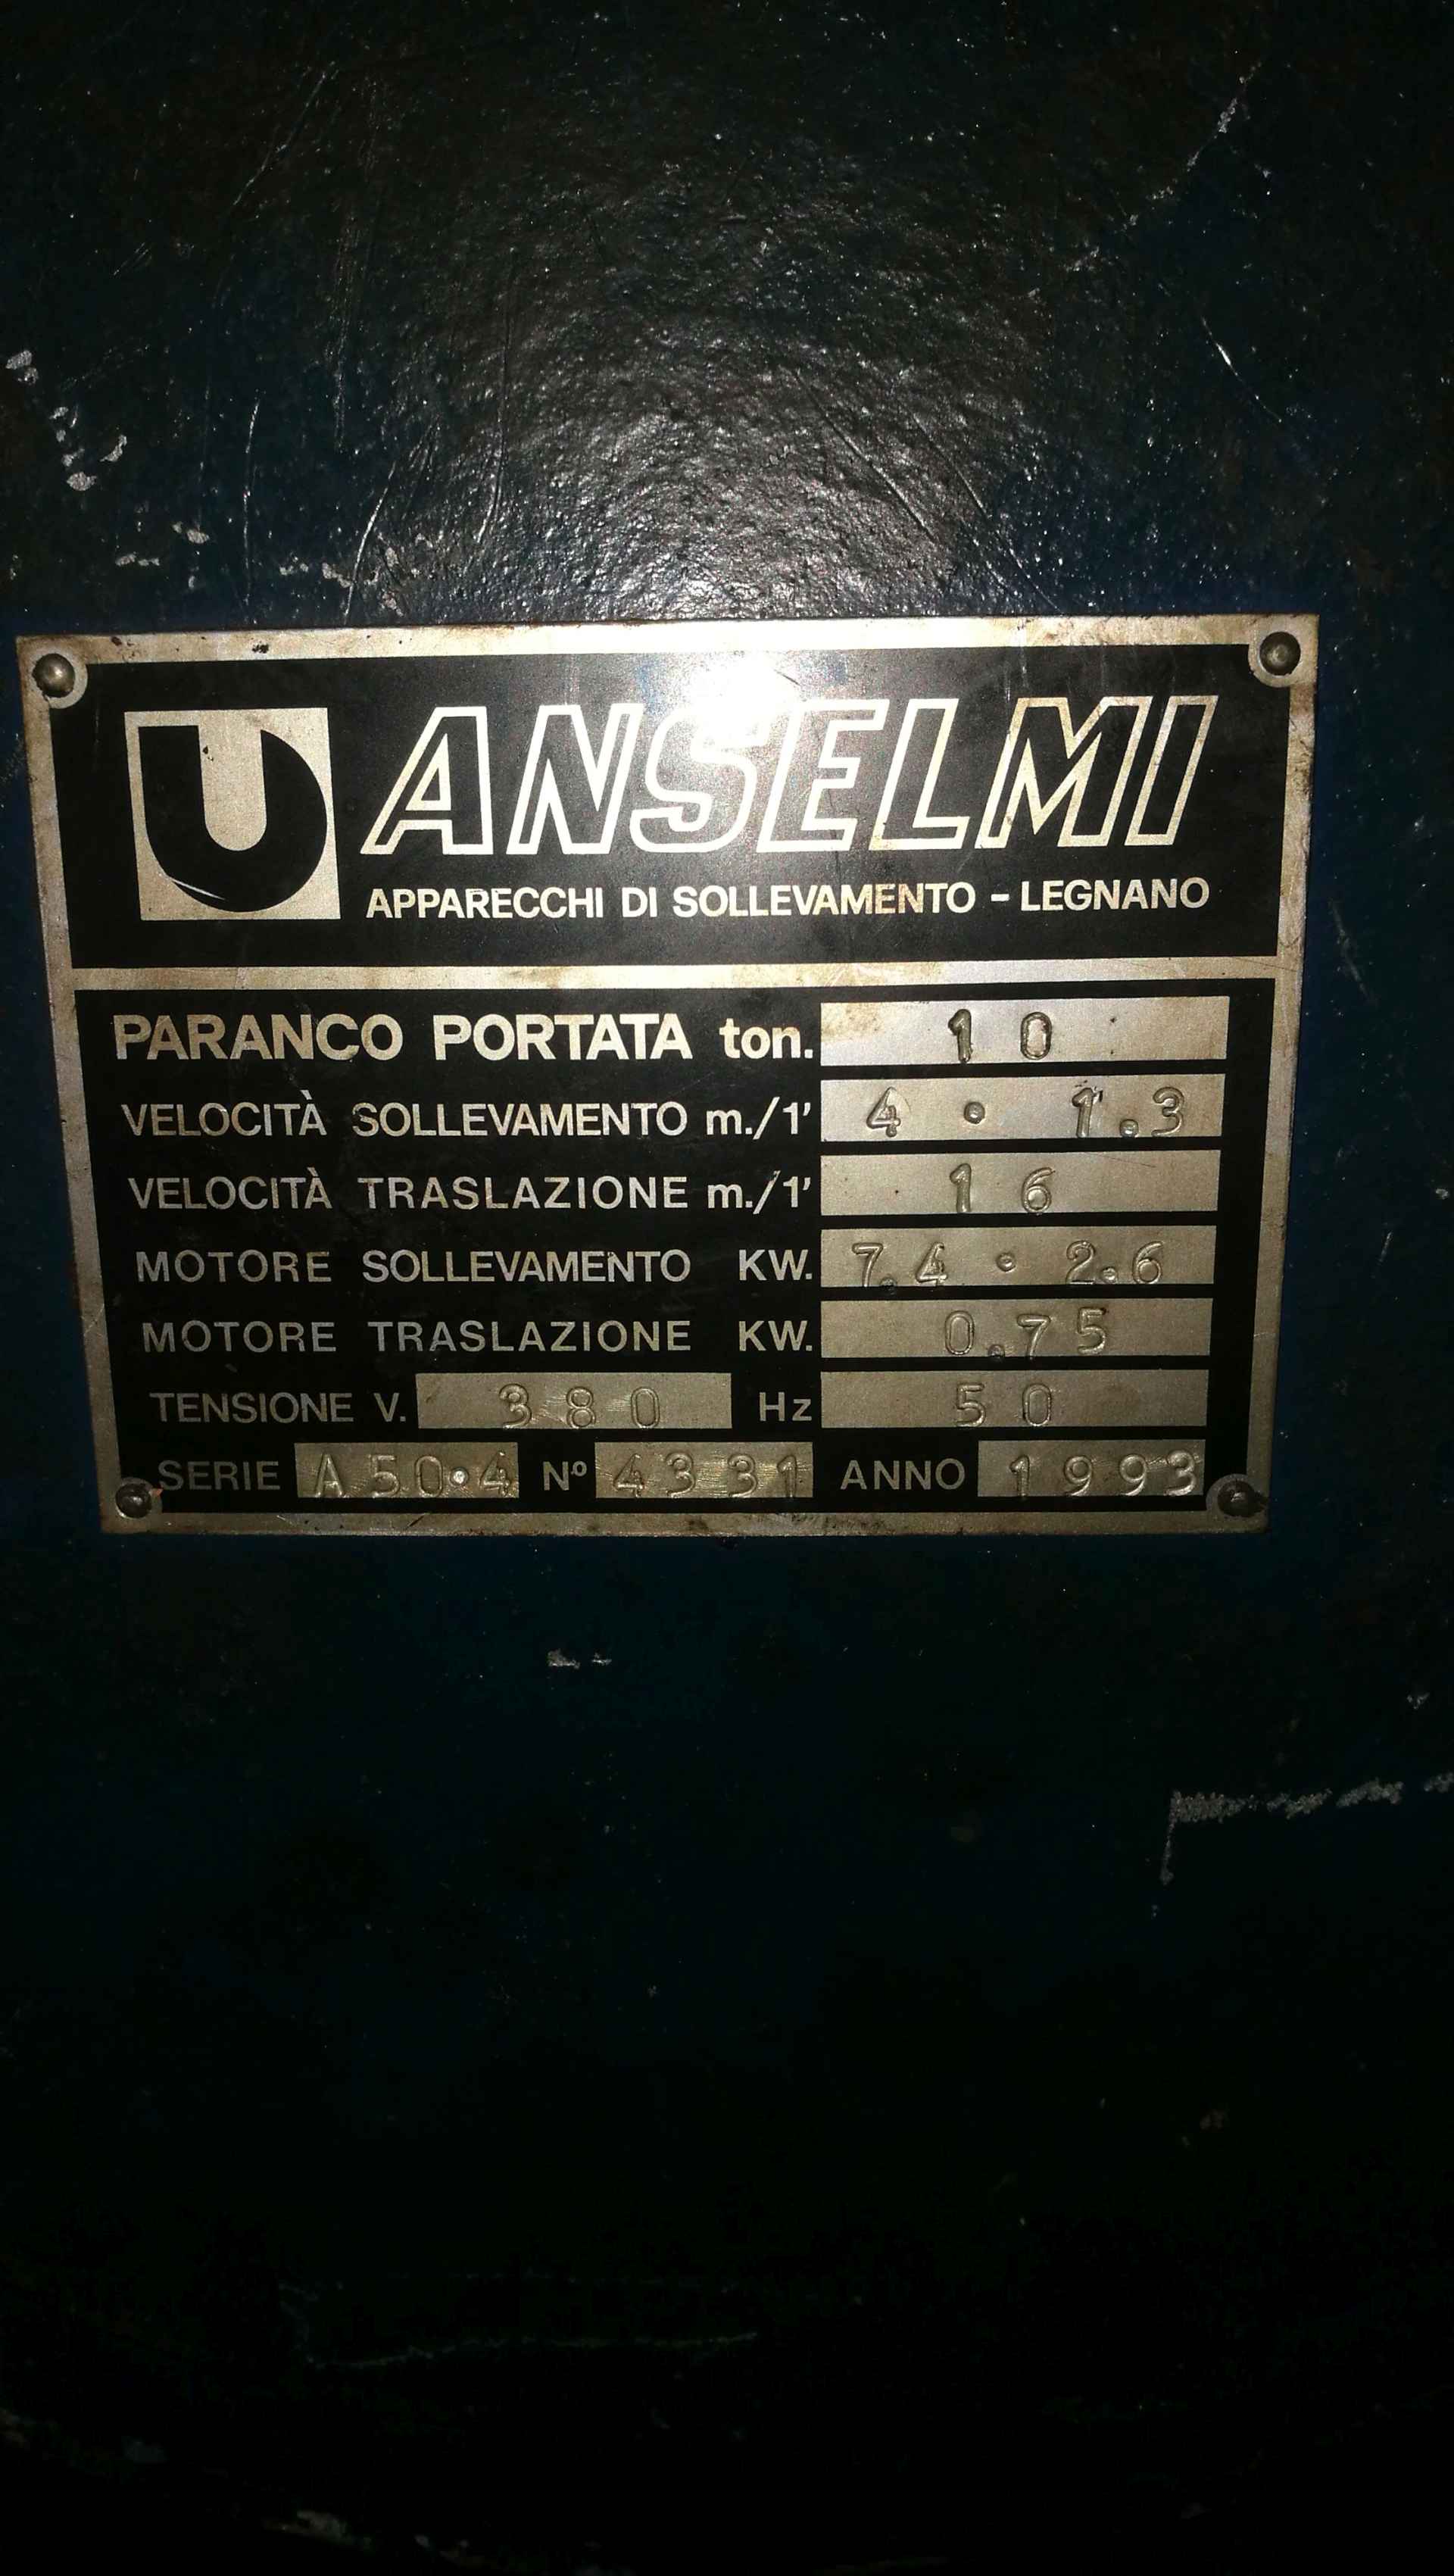 ANSELMI
APPARECCHI DI SOLLEVAMENTO - LEGNANO
PARANCO PORTATA ton. 10
VELOCITÀ SOLLEVAMENTO m./1' 4 • 1.3
VELOCITÀ TRASLAZIONE m./1' 16
MOTORE SOLLEVAMENTO KW. 7.4 • 2.6
MOTORE TRASLAZIONE KW. 0.75
TENSIONE V. 380 Hz 50
SERIE A50•4 Nº 4331 ANNO 1993